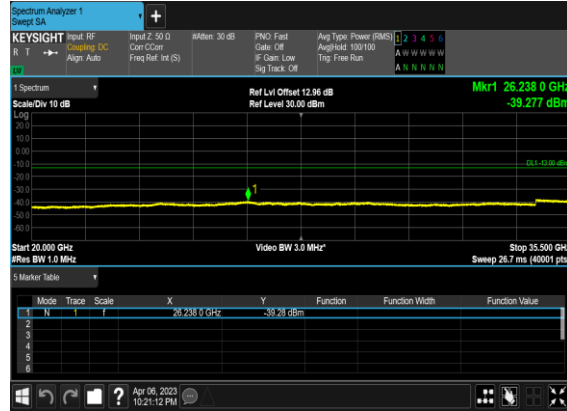 Spectrum Analyzer 1
Swept SA
+
KEYSIGHT Input: RF Input Z: 50 Ω #Atten: 30 dB PNO: Fast Avg Type: Power (RMS) 1 2 3 4 5 6
R T Coupling: DC Corr CCorr Gate: Off Avg|Hold: 100/100 A W W W W W
Align: Auto Freq Ref: Int (S) IF Gain: Low Trig: Free Run
Sig Track: Off A N N N N N
1 Spectrum Ref Lvl Offset 12.96 dB Mkr1 26.238 0 GHz
Scale/Div 10 dB Ref Level 30.00 dBm -39.277 dBm
Log
20.0
10.0
0.00
-10.0 DL1 -13.00 dBm
-20.0
-30.0 1
-40.0
-50.0
-60.0
Start 20.000 GHz Video BW 3.0 MHz* Stop 35.500 GHz
#Res BW 1.0 MHz Sweep 26.7 ms (40001 pts
5 Marker Table
Mode Trace Scale X Y Function Function Width Function Value
1 N 1 f 26.238 0 GHz -39.28 dBm
2
3
4
5
6
? Apr 06, 2023
10:21:12 PM